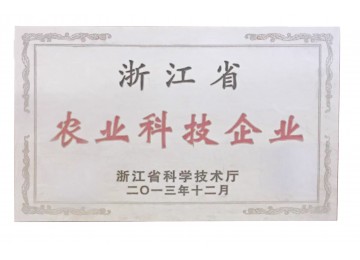 浙江省
农业科技企业
浙江省科学技术厅
二〇一三年十二月